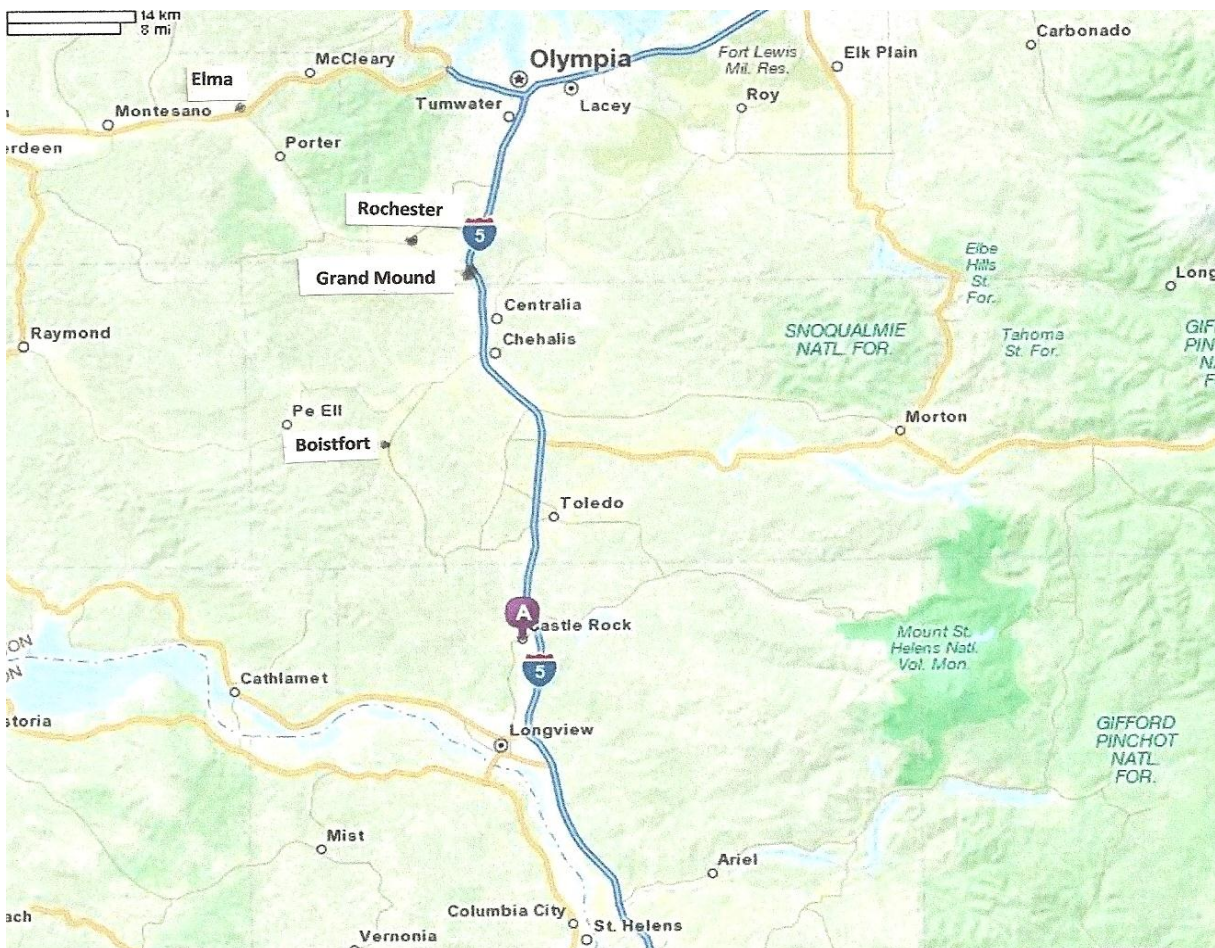 14 km
8 mi
Olympia
Fort Lewis
Mil. Res.
Elk Plain
Carbonado
McCleary
Elma
Lacey
Roy
Tumwater
Montesano
erdeen
Porter
Rochester
5
Grand Mound
Elbe
Hills
St.
For.
Long
Centralia
Chehalis
Raymond
SNOQUALMIE
NATL. FOR.
Tahoma
St. For.
GIF
PIN
NA
F
Pe Ell
Morton
Boistfort
Toledo
A
Castle Rock
5
Mount St.
Helens Natl.
Vol. Mon.
ON
ON
Cathlamet
storia
Longview
GIFFORD
PINCHOT
NATL.
FOR.
Mist
Ariel
Columbia City
St. Helens
ach
Vernonia